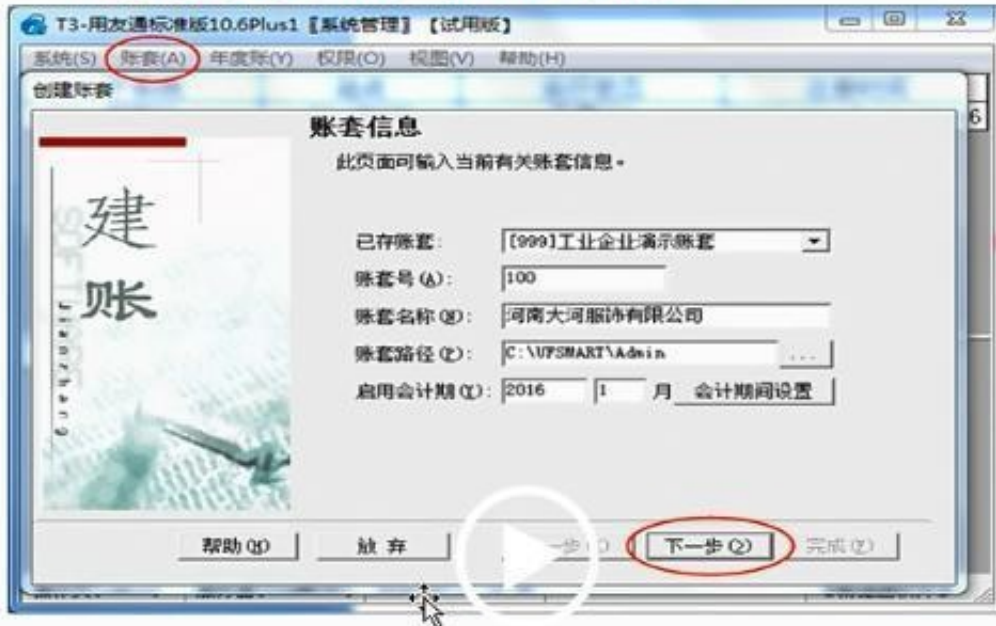 T3-用友通标准版10.6Plus1〖系统管理〗【试用版】
系统(S) 账套(A) 年度账(Y) 权限(O) 视图(V) 帮助(H)
创建账套
6
账套信息
此页面可输入当前有关账套信息。
建账
Jianzhang
已存账套: [999]工业企业演示账套
账套号(A): 100
账套名称(N): 河南大河服饰有限公司
账套路径(P): C:\UFSMART\Admin ...
启用会计期(Y): 2016 1 月 会计期间设置
帮助(H) 放弃 一步 下一步(>) 完成(F)